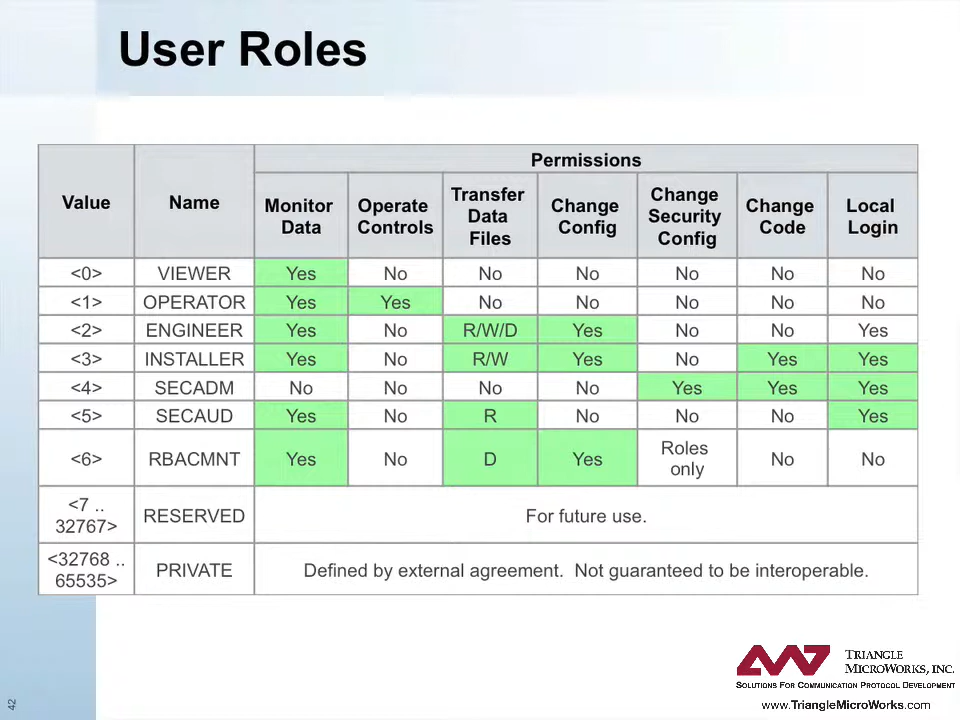 User Roles
Value Name Permissions
Monitor Data Operate Controls Transfer Data Files Change Config Change Security Config Change Code Local Login
<0> VIEWER Yes No No No No No No
<1> OPERATOR Yes Yes No No No No No
<2> ENGINEER Yes No R/W/D Yes No No Yes
<3> INSTALLER Yes No R/W Yes No Yes Yes
<4> SECADM No No No No Yes Yes Yes
<5> SECAUD Yes No R No No No Yes
<6> RBACMNT Yes No D Yes Roles only No No
<7 .. 32767> RESERVED For future use.
<32768 .. 65535> PRIVATE Defined by external agreement. Not guaranteed to be interoperable.
TRIANGLE
MICROWORKS, INC.
SOLUTIONS FOR COMMUNICATION PROTOCOL DEVELOPMENT
www.TriangleMicroWorks.com
42